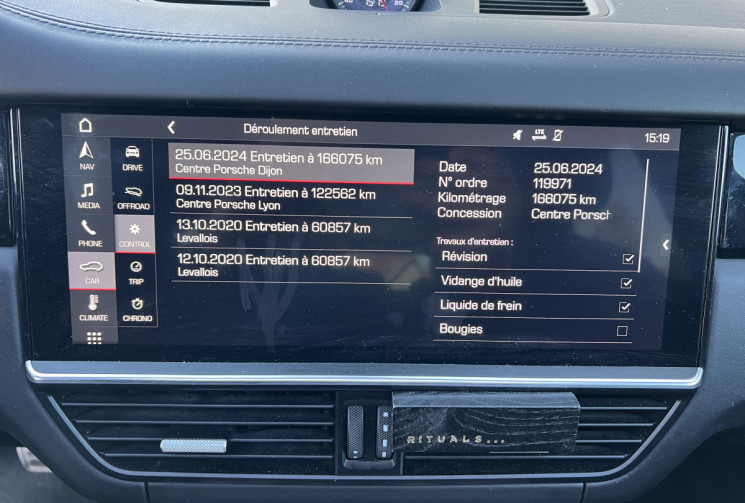 Déroulement entretien
LTE
15:19
NAV
DRIVE
MEDIA
OFFROAD
PHONE
CONTROL
CAR
TRIP
CLIMATE
CHRONO
25.06.2024 Entretien à 166075 km
Centre Porsche Dijon
09.11.2023 Entretien à 122562 km
Centre Porsche Lyon
13.10.2020 Entretien à 60857 km
Levallois
12.10.2020 Entretien à 60857 km
Levallois
Date 25.06.2024
N° ordre 119971
Kilométrage 166075 km
Concession Centre Porsch
Travaux d'entretien :
Révision
Vidange d'huile
Liquide de frein
Bougies
RITUALS...